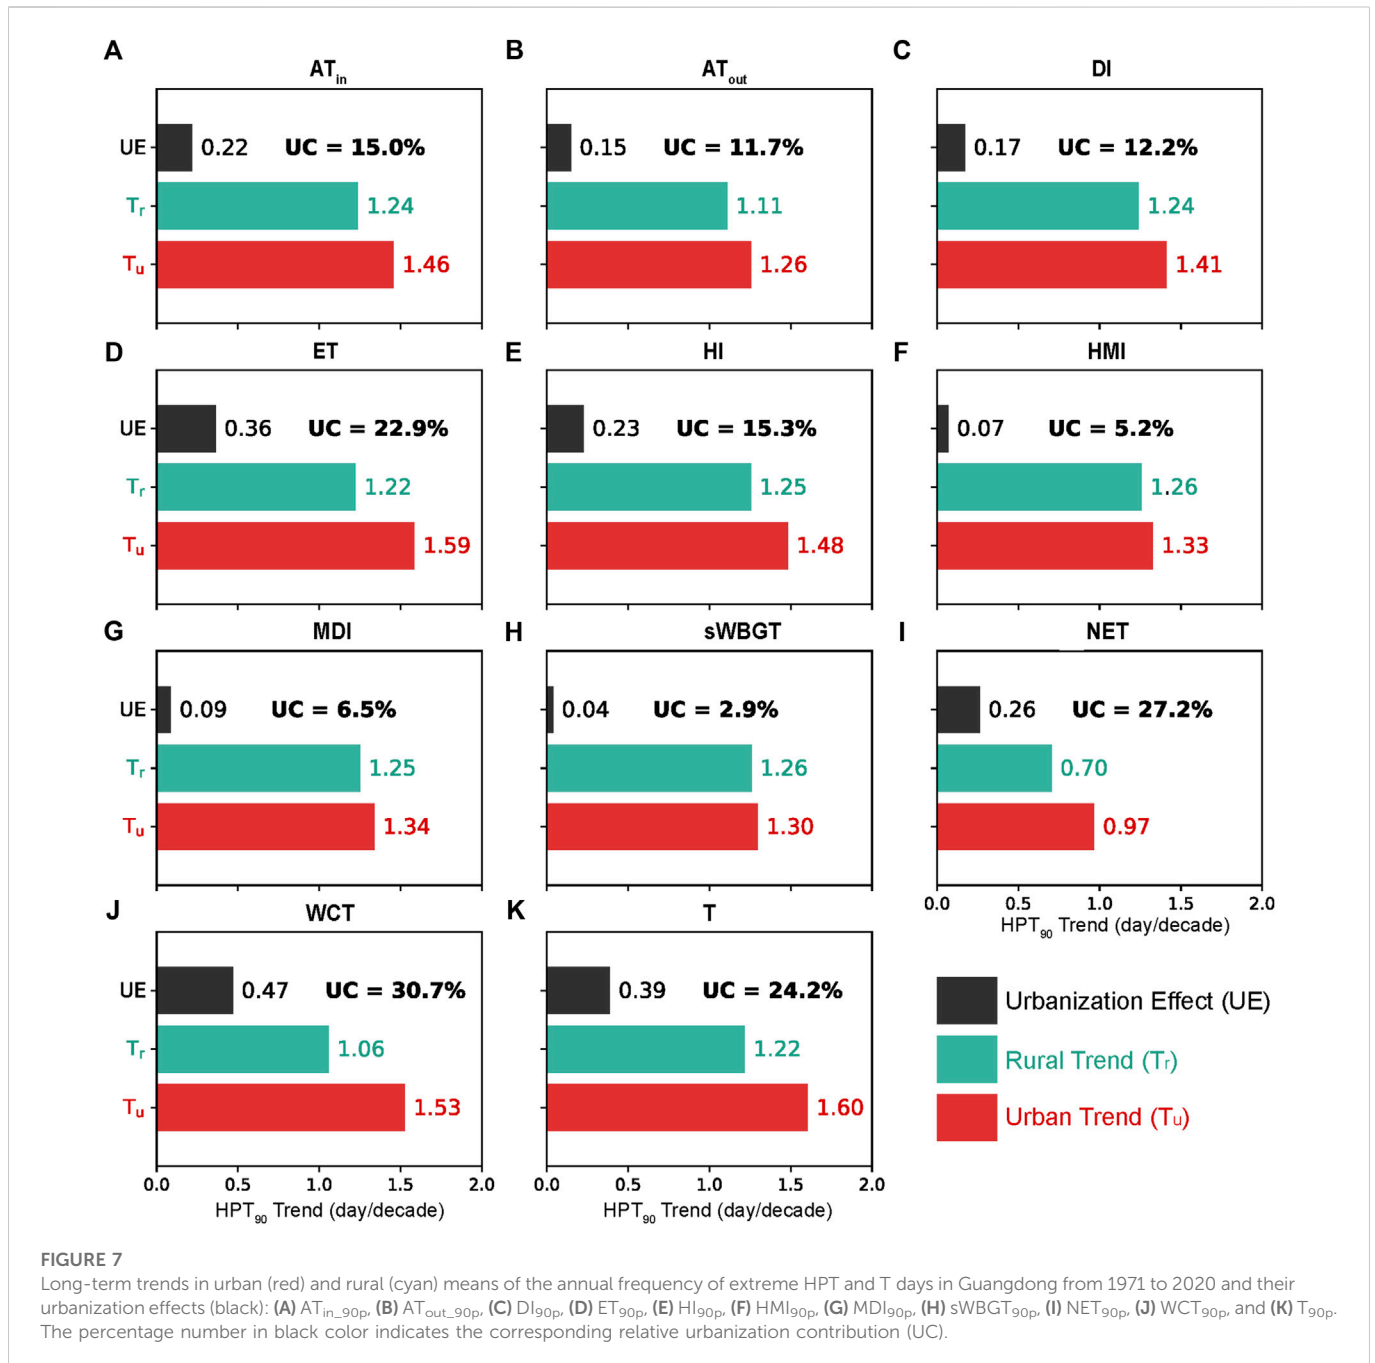 A
ATin
UE
0.22
UC = 15.0%
Tr
1.24
Tu
1.46
B
ATout
0.15
UC = 11.7%
1.11
1.26
C
DI
0.17
UC = 12.2%
1.24
1.41
D
ET
UE
0.36
UC = 22.9%
Tr
1.22
Tu
1.59
E
HI
0.23
UC = 15.3%
1.25
1.48
F
HMI
0.07
UC = 5.2%
1.26
1.33
G
MDI
UE
0.09
UC = 6.5%
Tr
1.25
Tu
1.34
H
sWBGT
0.04
UC = 2.9%
1.26
1.30
I
NET
0.26
UC = 27.2%
0.70
0.97
0.0 0.5 1.0 1.5 2.0
HPT90 Trend (day/decade)
J
WCT
UE
0.47
UC = 30.7%
Tr
1.06
Tu
1.53
0.0 0.5 1.0 1.5 2.0
HPT90 Trend (day/decade)
K
T
0.39
UC = 24.2%
1.22
1.60
0.0 0.5 1.0 1.5 2.0
HPT90 Trend (day/decade)
Urbanization Effect (UE)
Rural Trend (Tr)
Urban Trend (Tu)
FIGURE 7
Long-term trends in urban (red) and rural (cyan) means of the annual frequency of extreme HPT and T days in Guangdong from 1971 to 2020 and their
urbanization effects (black): (A) ATin_90p, (B) ATout_90p, (C) DI90p, (D) ET90p, (E) HI90p, (F) HMI90p, (G) MDI90p, (H) sWBGT90p, (I) NET90p, (J) WCT90p, and (K) T90p.
The percentage number in black color indicates the corresponding relative urbanization contribution (UC).